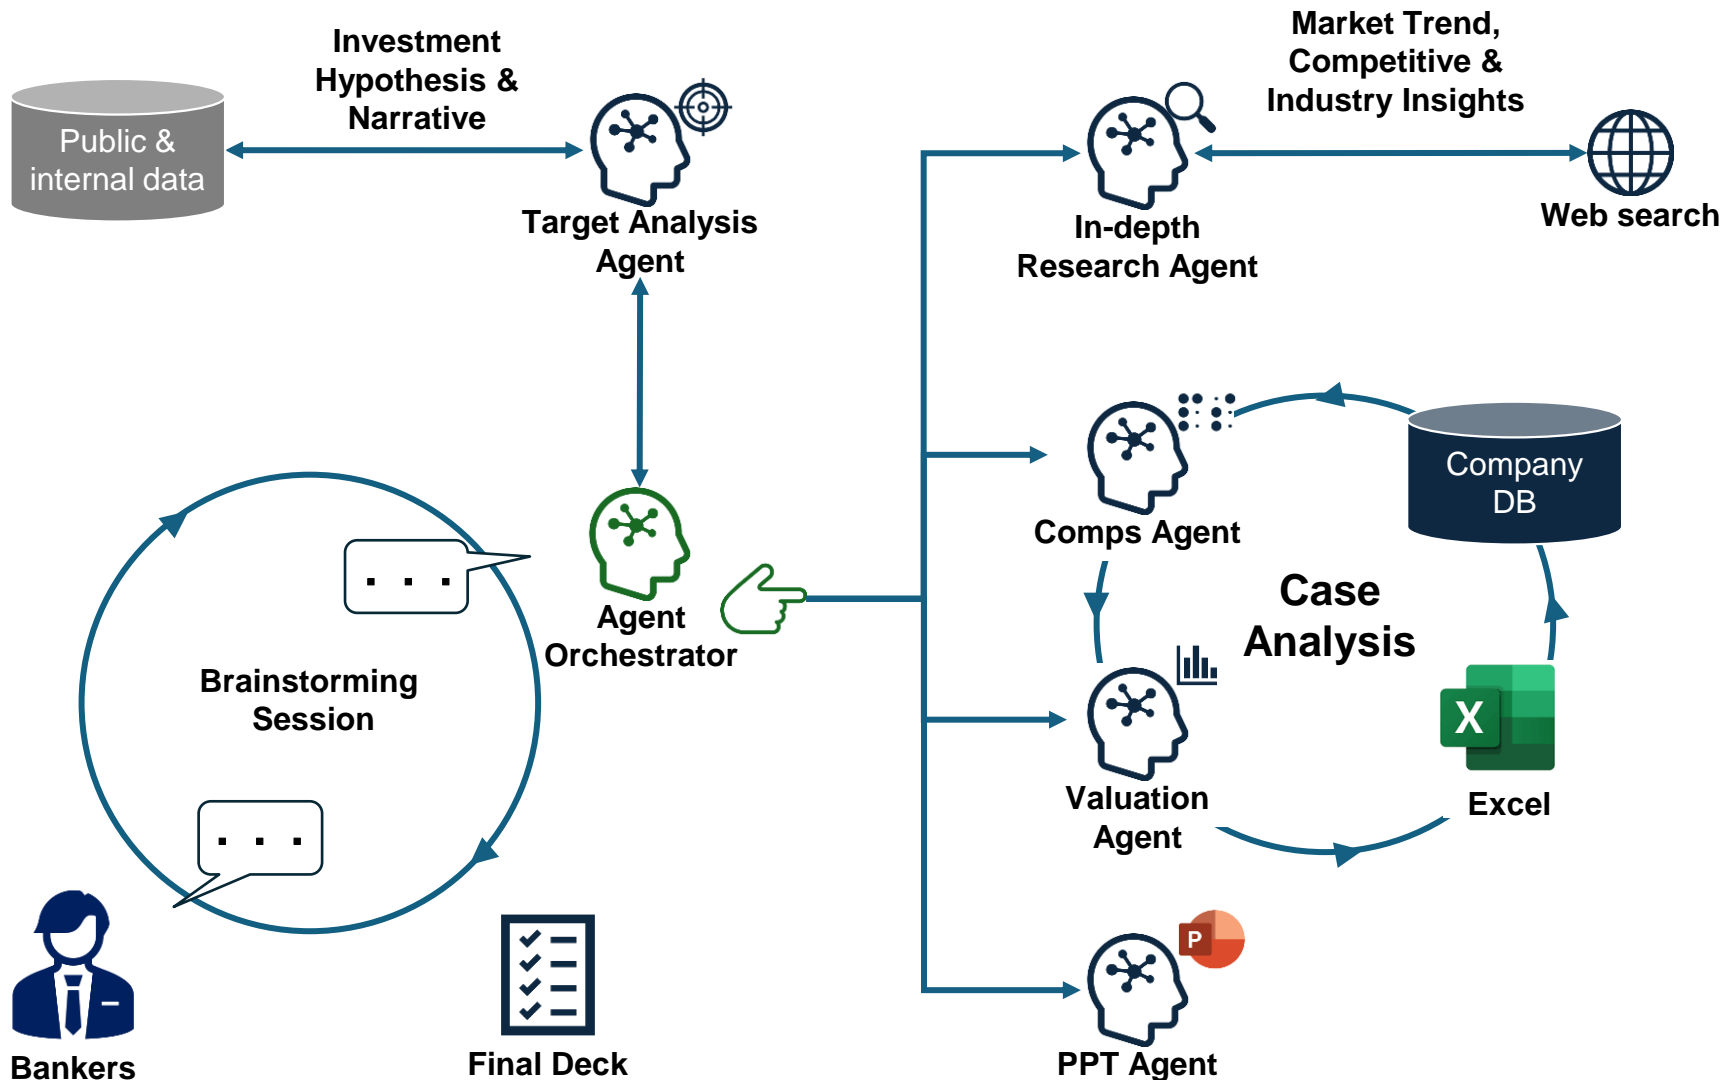 Investment
Hypothesis &
Narrative
Public &
internal data
Target Analysis
Agent
Market Trend,
Competitive &
Industry Insights
In-depth
Research Agent
Web search
Comps Agent
Company
DB
Case
Analysis
Agent
Orchestrator
Brainstorming
Session
. . .
. . .
Valuation
Agent
X
Excel
Bankers
Final Deck
P
PPT Agent